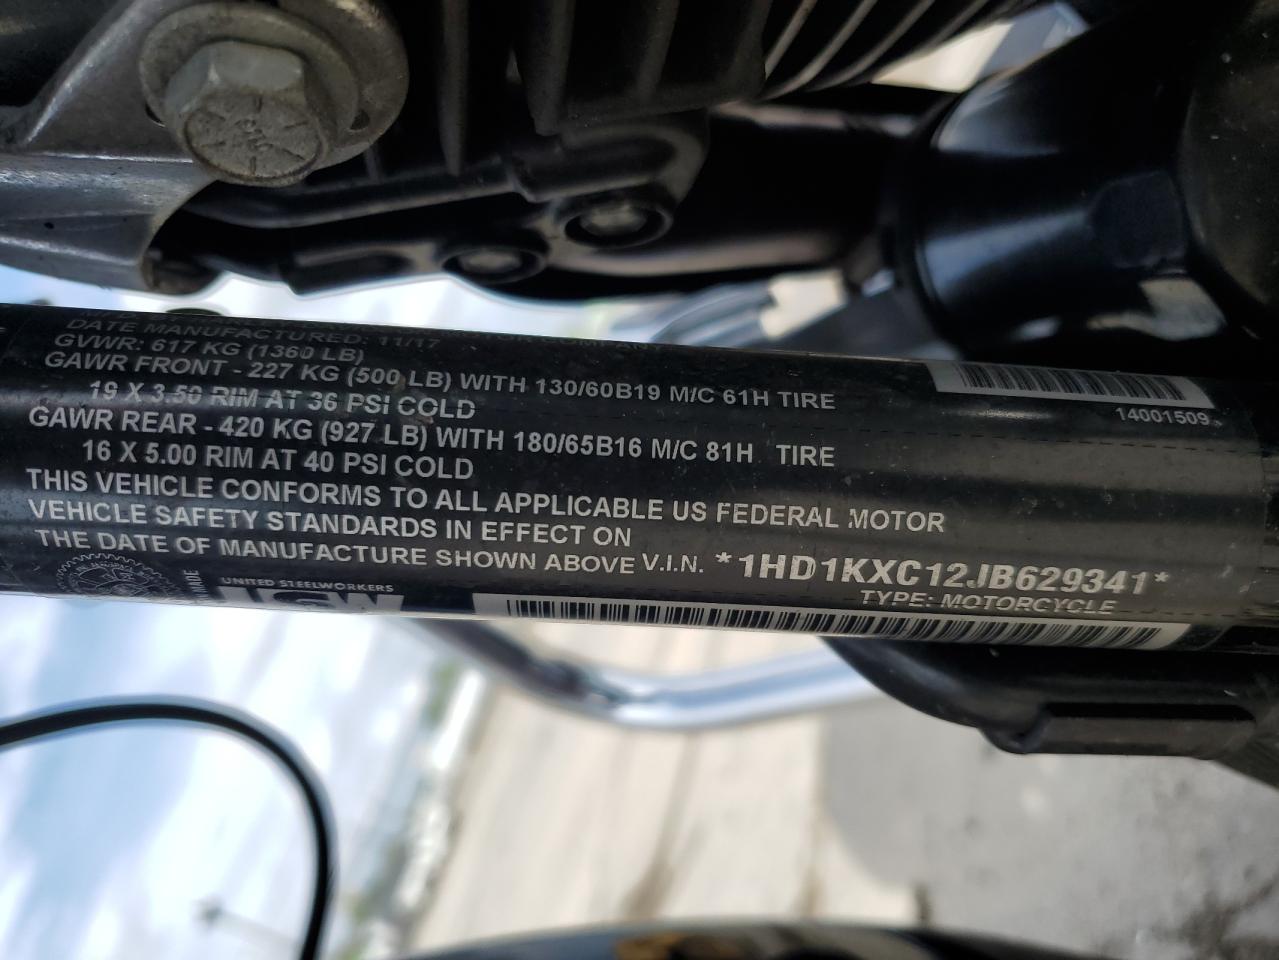 DATE MANUFACTURED: 11/17
GVWR: 617 KG (1360 LB)
GAWR FRONT - 227 KG (500 LB) WITH 130/60B19 M/C 61H TIRE
19 X 3.50 RIM AT 36 PSI COLD
GAWR REAR - 420 KG (927 LB) WITH 180/65B16 M/C 81H TIRE
16 X 5.00 RIM AT 40 PSI COLD
THIS VEHICLE CONFORMS TO ALL APPLICABLE US FEDERAL MOTOR
VEHICLE SAFETY STANDARDS IN EFFECT ON
THE DATE OF MANUFACTURE SHOWN ABOVE V.I.N. *1HD1KXC12JB629341*
TYPE: MOTORCYCLE
14001509
UNITED STEELWORKERS